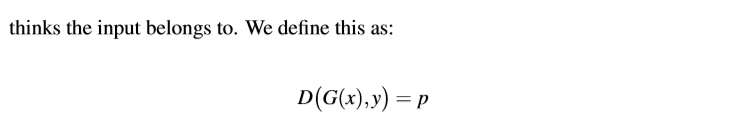 thinks the input belongs to. We define this as:
D(G(x),y) = p